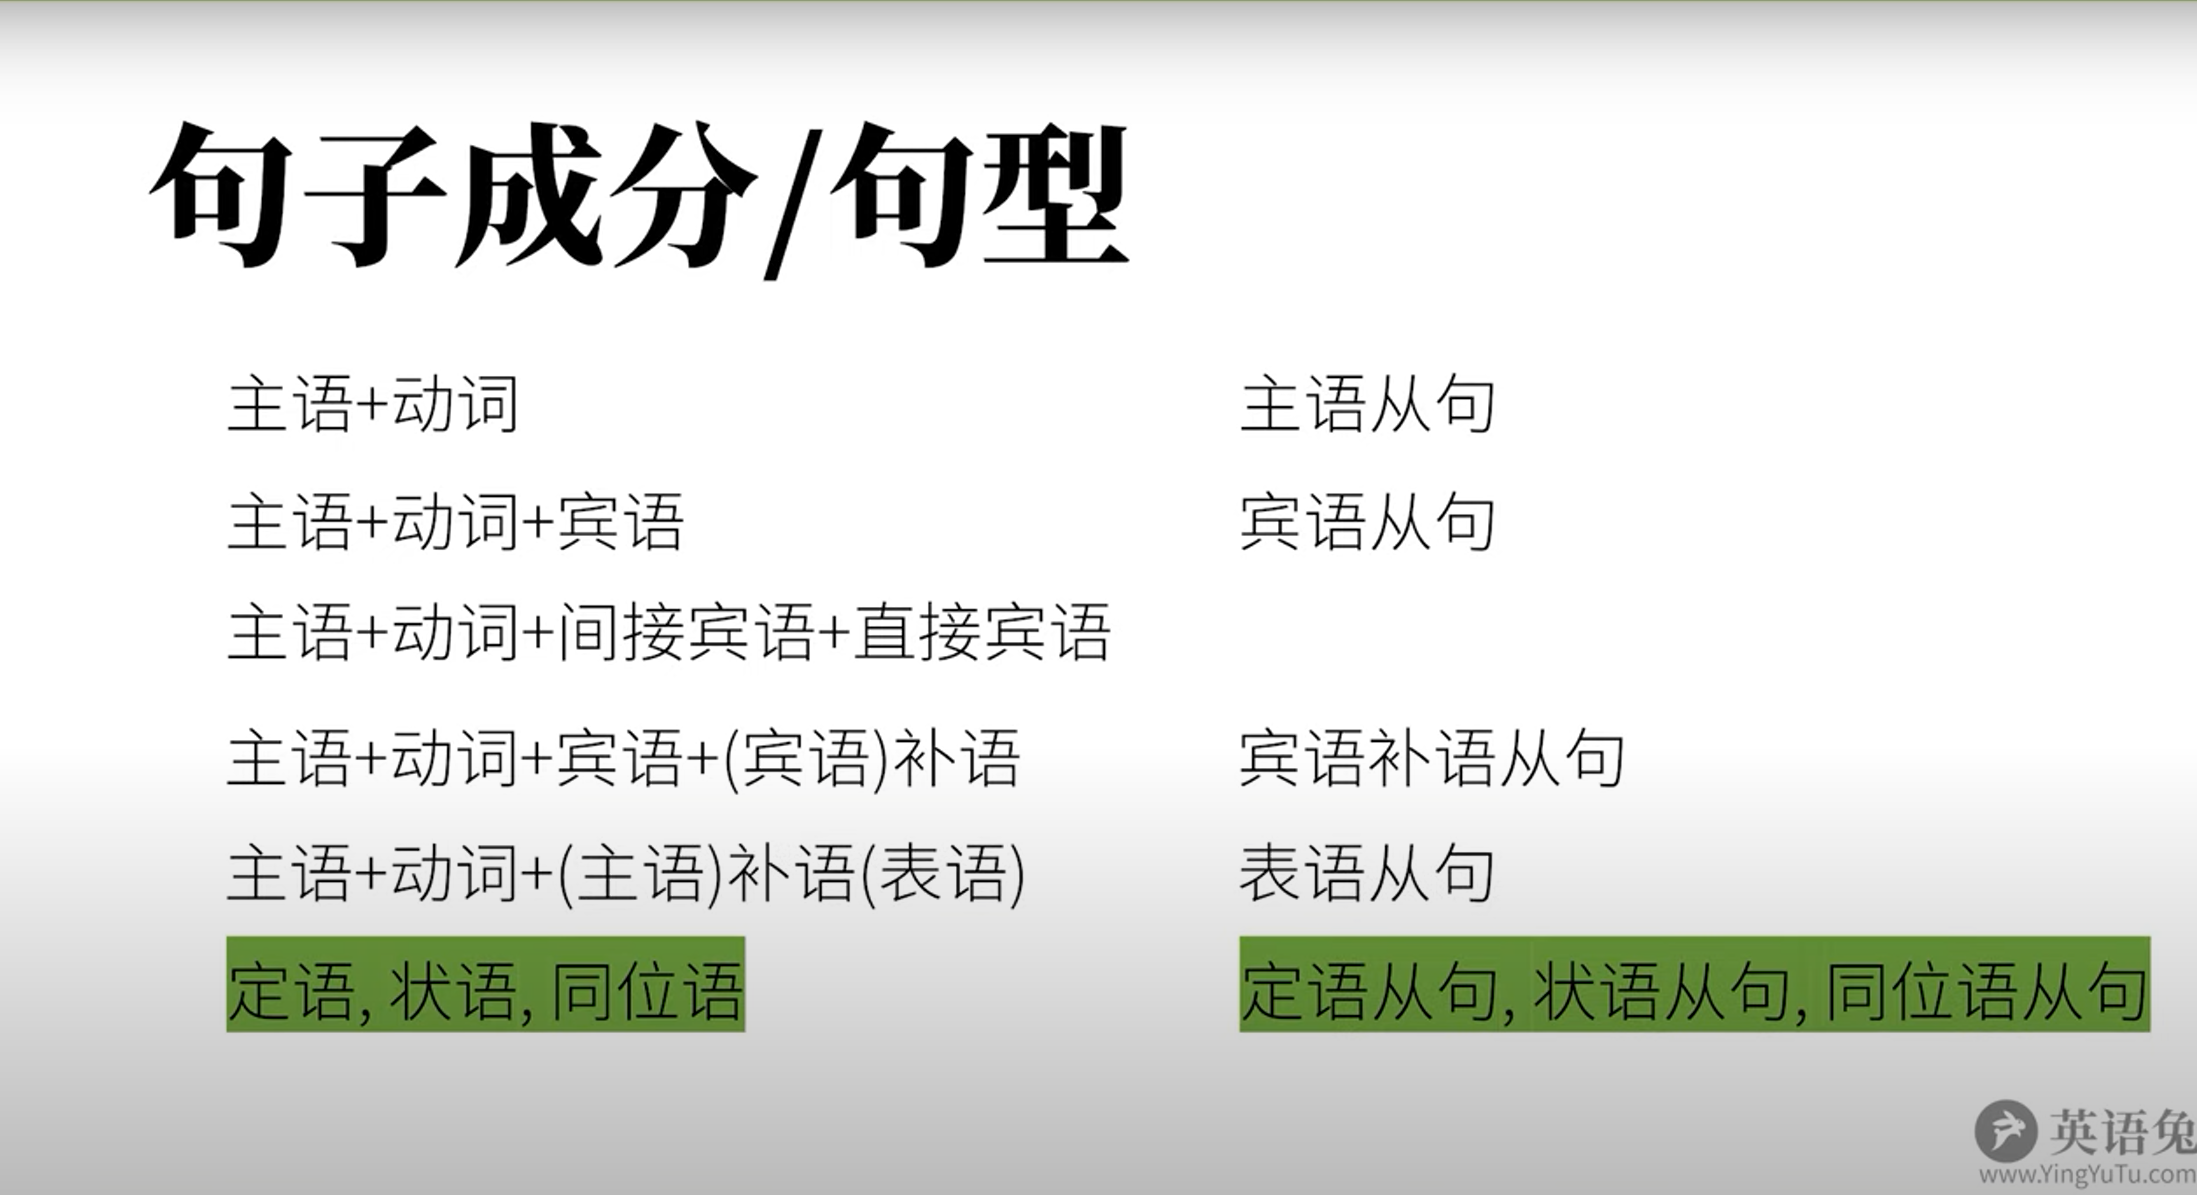 句子成分/句型
主语+动词
主语从句
主语+动词+宾语
宾语从句
主语+动词+间接宾语+直接宾语
主语+动词+宾语+(宾语)补语
宾语补语从句
主语+动词+(主语)补语(表语)
表语从句
定语, 状语, 同位语
定语从句, 状语从句, 同位语从句
英语兔
www.YingYuTu.com